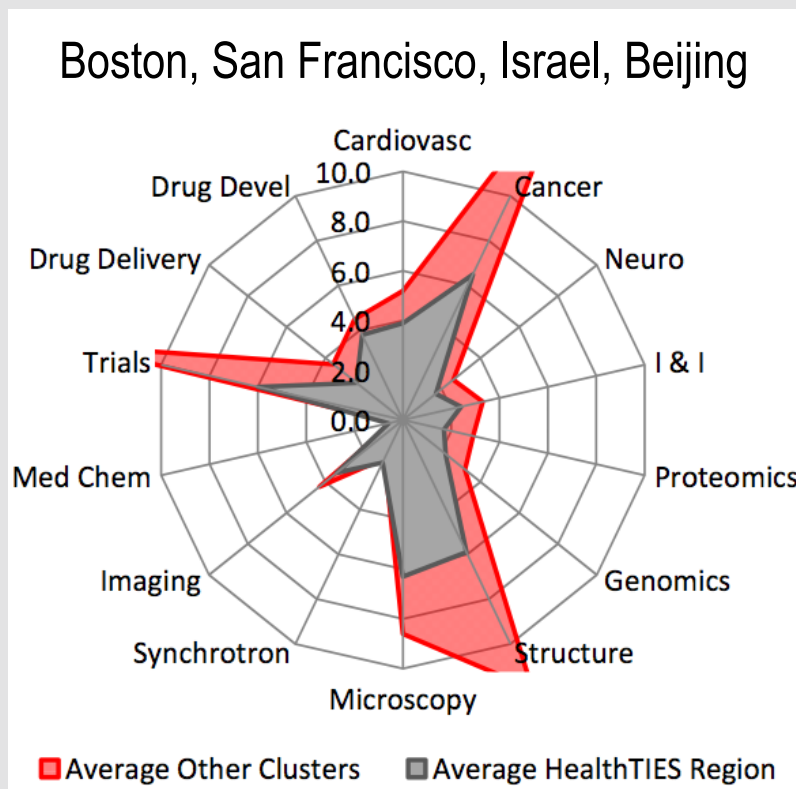 Boston, San Francisco, Israel, Beijing
Cardiovasc
10.0
Drug Devel
Cancer
8.0
Drug Delivery
6.0
Neuro
4.0
Trials
2.0
I & I
0.0
Med Chem
Proteomics
Imaging
Genomics
Synchrotron
Structure
Microscopy
Average Other Clusters
Average HealthTIES Region